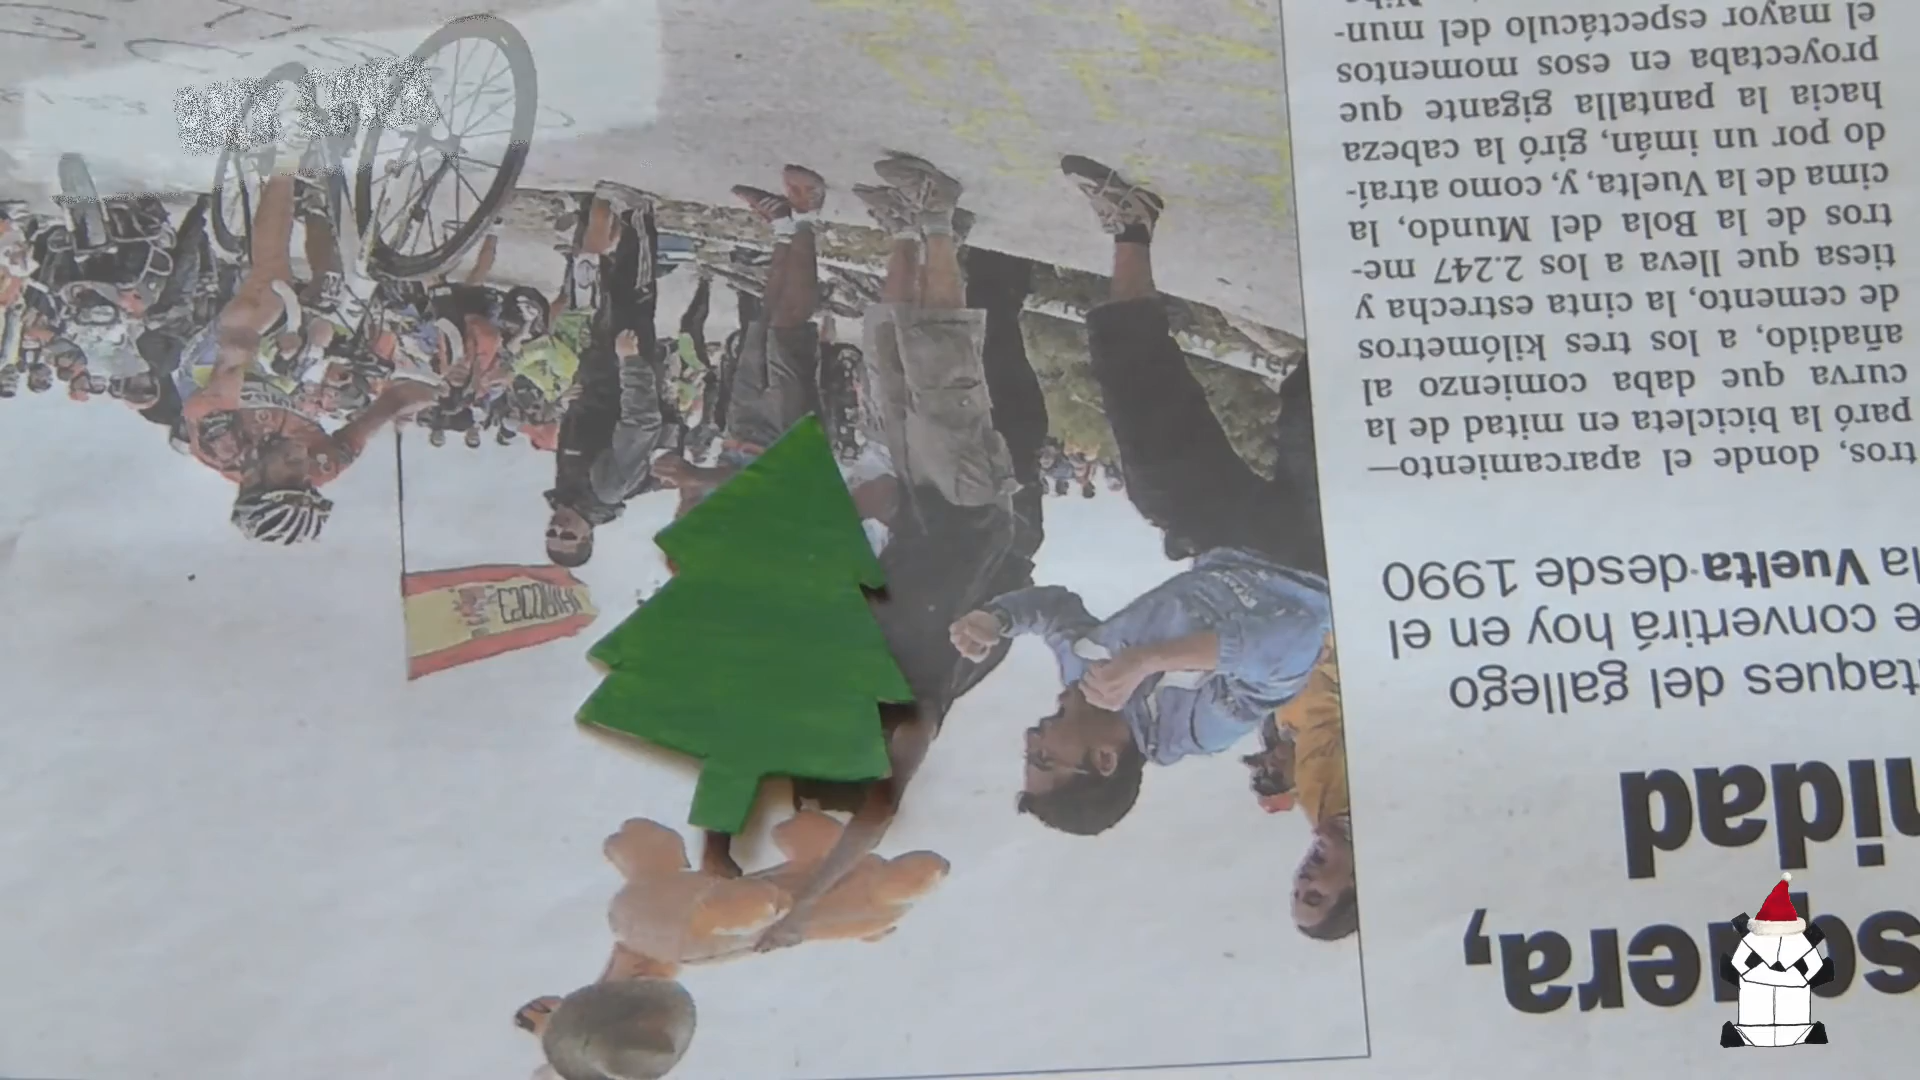 squera,
nidad
taques del gallego
e convertirá hoy en el
la Vuelta desde 1990
tros, donde el aparcamiento—
paró la bicicleta en mitad de la
curva que daba comienzo al
añadido, a los tres kilómetros
de cemento, la cinta estrecha y
tiesa que lleva a los 2.247 me-
tros de la Bola del Mundo, la
cima de la Vuelta, y, como atraí-
do por un imán, giró la cabeza
hacia la pantalla gigante que
proyectaba en esos momentos
el mayor espectáculo del mun-